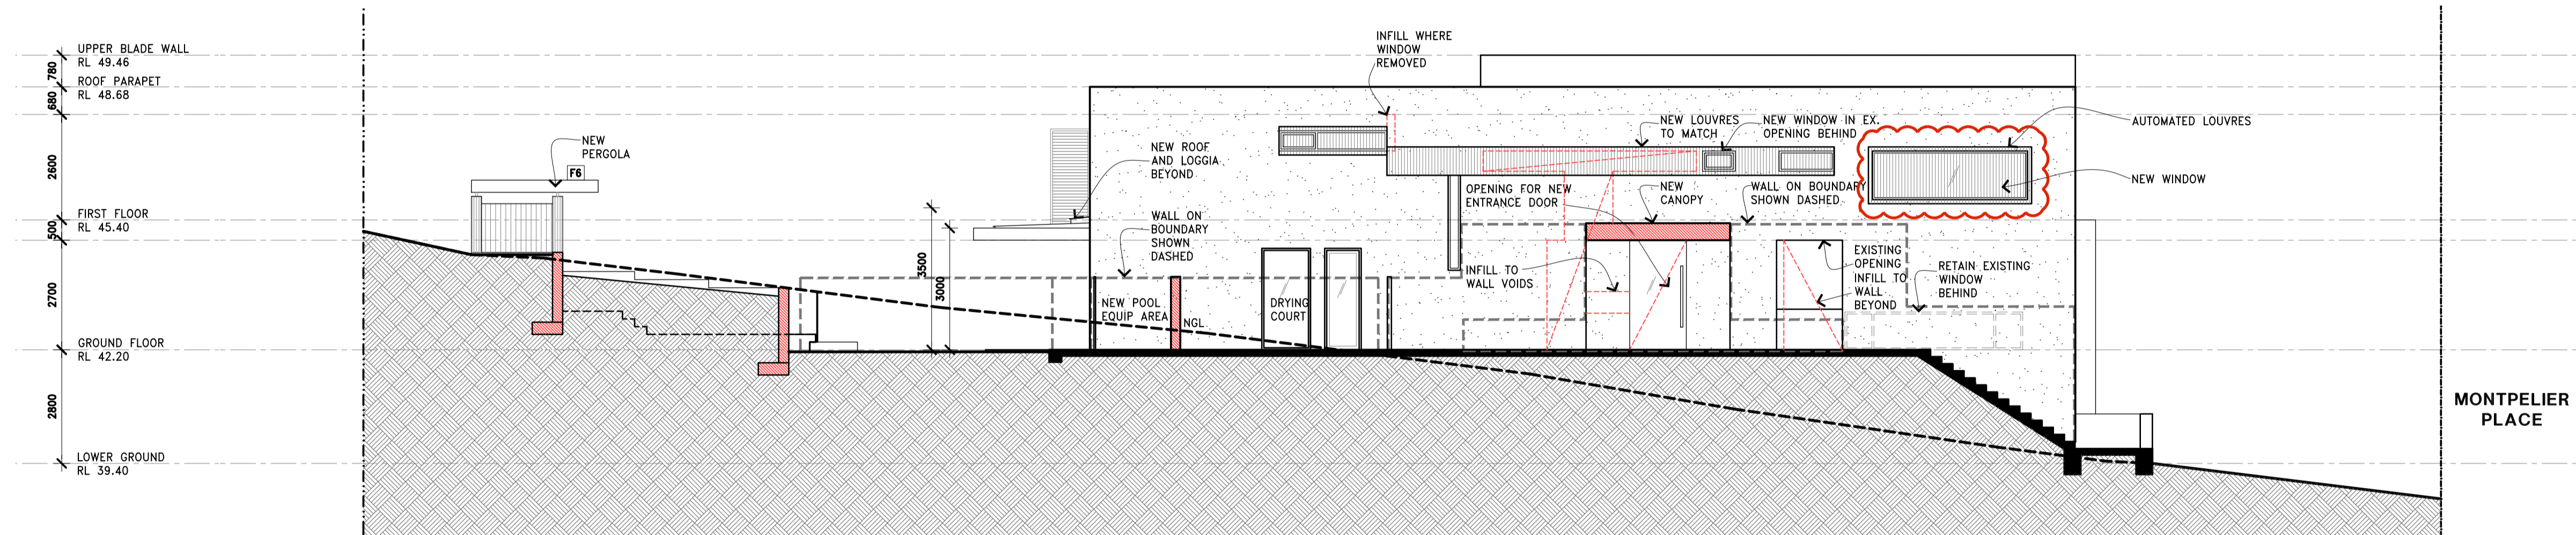 UPPER BLADE WALL
RL 49.46
780
ROOF PARAPET
RL 48.68
680
2600
FIRST FLOOR
RL 45.40
500
2700
GROUND FLOOR
RL 42.20
2800
LOWER GROUND
RL 39.40
NEW
PERGOLA
F6
3500
3000
NEW ROOF
AND LOGGIA
BEYOND
WALL ON
BOUNDARY
SHOWN
DASHED
NEW POOL
EQUIP AREA
NGL
DRYING
COURT
INFILL WHERE
WINDOW
REMOVED
NEW LOUVRES
TO MATCH
NEW WINDOW IN EX.
OPENING BEHIND
OPENING FOR NEW
ENTRANCE DOOR
NEW
CANOPY
WALL ON BOUNDARY
SHOWN DASHED
INFILL TO
WALL VOIDS
EXISTING
OPENING
INFILL TO
WALL
BEYOND
RETAIN EXISTING
WINDOW
BEHIND
AUTOMATED LOUVRES
NEW WINDOW
MONTPELIER
PLACE